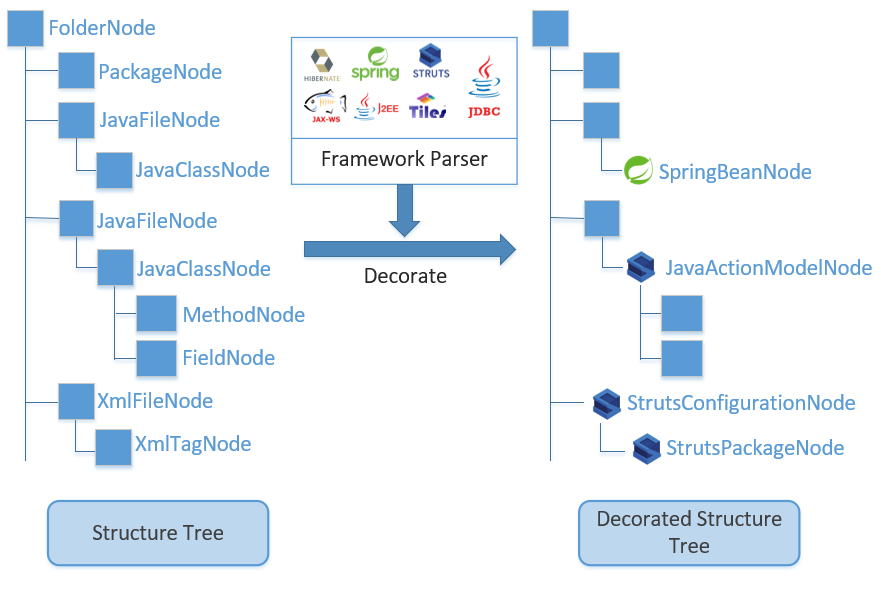 FolderNode
PackageNode
JavaFileNode
JavaClassNode
JavaFileNode
JavaClassNode
MethodNode
FieldNode
XmlFileNode
XmlTagNode
Structure Tree
HIBERNATE
spring
STRUTS
JAX-WS
J2EE
Tiles
JDBC
Framework Parser
Decorate
SpringBeanNode
JavaActionModelNode
StrutsConfigurationNode
StrutsPackageNode
Decorated Structure
Tree